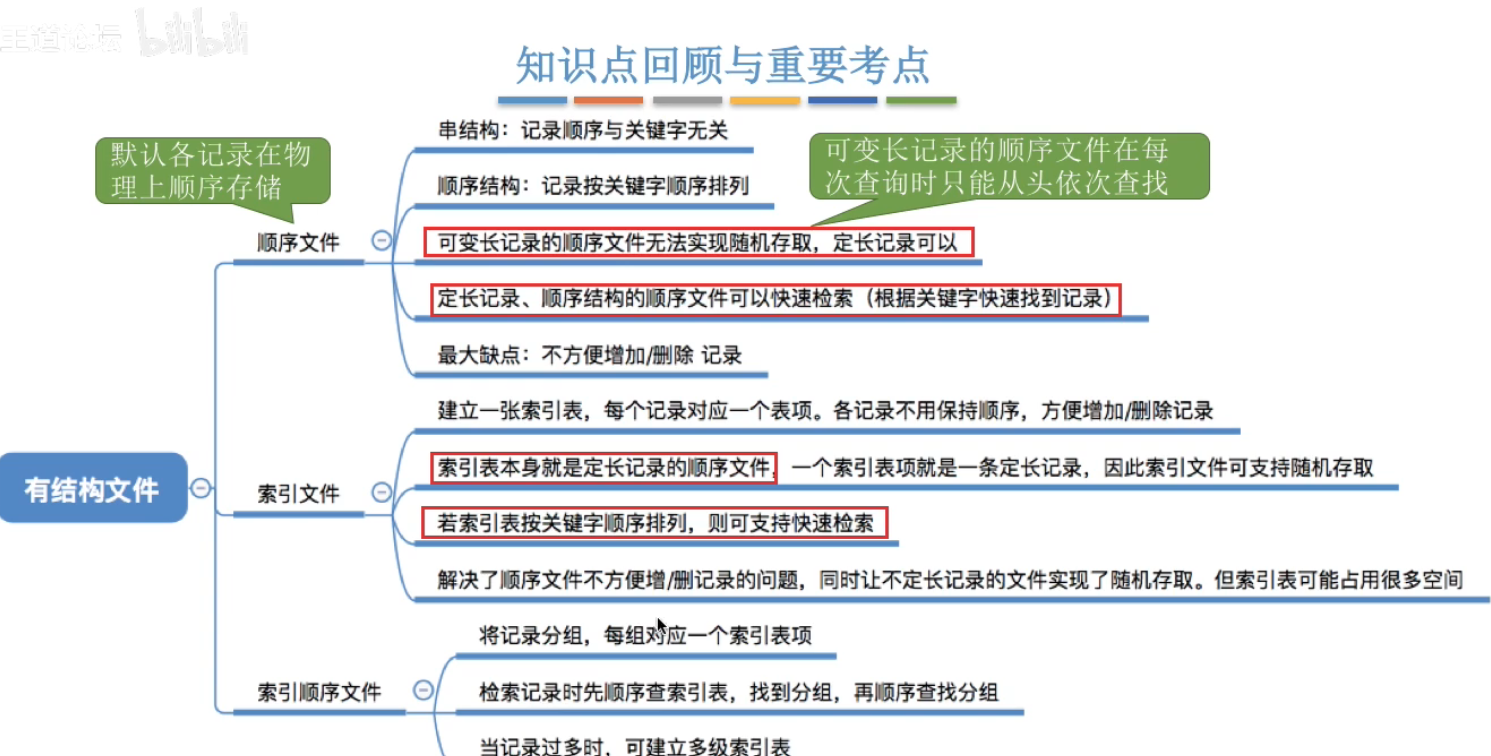 王道论坛 bilibili
知识点回顾与重要考点
默认各记录在物
理上顺序存储
可变长记录的顺序文件在每
次查询时只能从头依次查找
有结构文件
顺序文件
串结构：记录顺序与关键字无关
顺序结构：记录按关键字顺序排列
可变长记录的顺序文件无法实现随机存取，定长记录可以
定长记录、顺序结构的顺序文件可以快速检索（根据关键字快速找到记录）
最大缺点：不方便增加/删除 记录
索引文件
建立一张索引表，每个记录对应一个表项。各记录不用保持顺序，方便增加/删除记录
索引表本身就是定长记录的顺序文件，一个索引表项就是一条定长记录，因此索引文件可支持随机存取
若索引表按关键字顺序排列，则可支持快速检索
解决了顺序文件不方便增/删记录的问题，同时让不定长记录的文件实现了随机存取。但索引表可能占用很多空间
索引顺序文件
将记录分组，每组对应一个索引表项
检索记录时先顺序查索引表，找到分组，再顺序查找分组
当记录过多时，可建立多级索引表